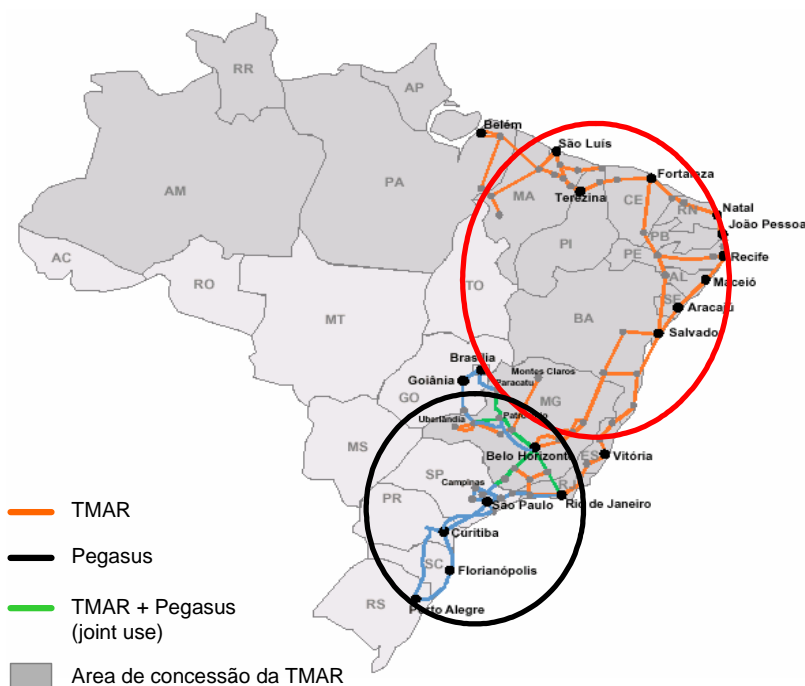 RR
AP
Belém
São Luís
Fortaleza
AM
PA
MA
Terezina
CE
RN
Natal
João Pessoa
PB
PI
PE
Recife
AC
TO
AL
Maceió
RO
SE
Aracajú
MT
BA
Salvador
Brasília
Montes Claros
Goiânia
Paracatu
GO
MG
Uberlândia
MS
Belo Horizonte
ES
Vitória
SP
Campinas
RJ
Rio de Janeiro
São Paulo
PR
TMAR
Curitiba
Pegasus
SC
Florianópolis
RS
Porto Alegre
TMAR + Pegasus
(joint use)
Area de concessão da TMAR